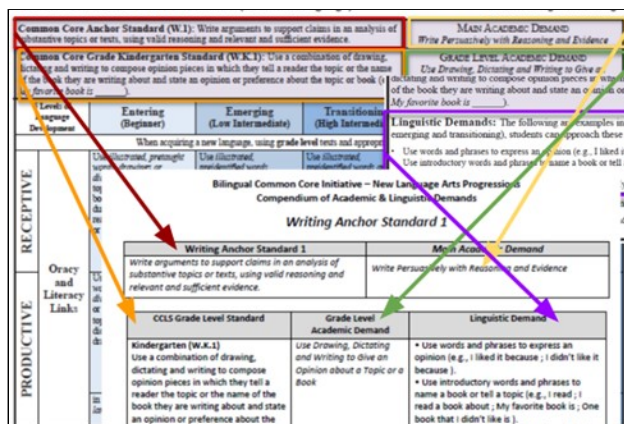 Common Core Anchor Standard (W.1): Write arguments to support claims in an analysis of
substantive topics or texts, using valid reasoning and relevant and sufficient evidence.
MAIN ACADEMIC DEMAND
Write Persuasively with Reasoning and Evidence
Common Core Grade Kindergarten Standard (W.K.1): Use a combination of drawing,
dictating and writing to compose opinion pieces in which they tell a reader the topic or the name
of the book they are writing about and state an opinion or preference about the topic or book
My favorite book is ______).
GRADE LEVEL ACADEMIC DEMAND
Use Drawing, Dictating and Writing to Give a
dictating and writing to compose opinion pieces in which
of the book they are writing about and state an opinion or
My favorite book is ______).
Levels of
Language
Development
Entering
(Beginner)
Emerging
(Low Intermediate)
(High
When acquiring a new language, using grade level texts and
Linguistic Demands: The following are examples in
emerging and transitioning), students can approach these
• Use words and phrases to express an opinion (e.g., I liked
Use introductory words and phrases to name a book or tell
RECEPTIVE
PRODUCTIVE
Oracy
and
Literacy
Links
Bilingual Common Core Initiative – New Language Arts Progressions
Compendium of Academic & Linguistic Demands
Writing Anchor Standard 1
Writing Anchor Standard 1
Main Academic Demand
Write arguments to support claims in an analysis of
substantive topics or texts, using valid reasoning and
relevant and sufficient evidence.
Write Persuasively with Reasoning and Evidence
CCLS Grade Level Standard
Grade Level
Academic Demand
Linguistic Demand
Kindergarten (W.K.1)
Use a combination of drawing,
dictating and writing to compose
opinion pieces in which they tell a
reader the topic or the name of the
book they are writing about and state
an opinion or preference about the
Use Drawing, Dictating
and Writing to Give an
Opinion about a Topic or a
Book
• Use words and phrases to express an
opinion (e.g., I liked it because ; I didn't like it
because ).
• Use introductory words and phrases to
name a book or tell a topic (e.g., I read ; I
read a book about ; My favorite book is ; One
book that I didn't like is ).